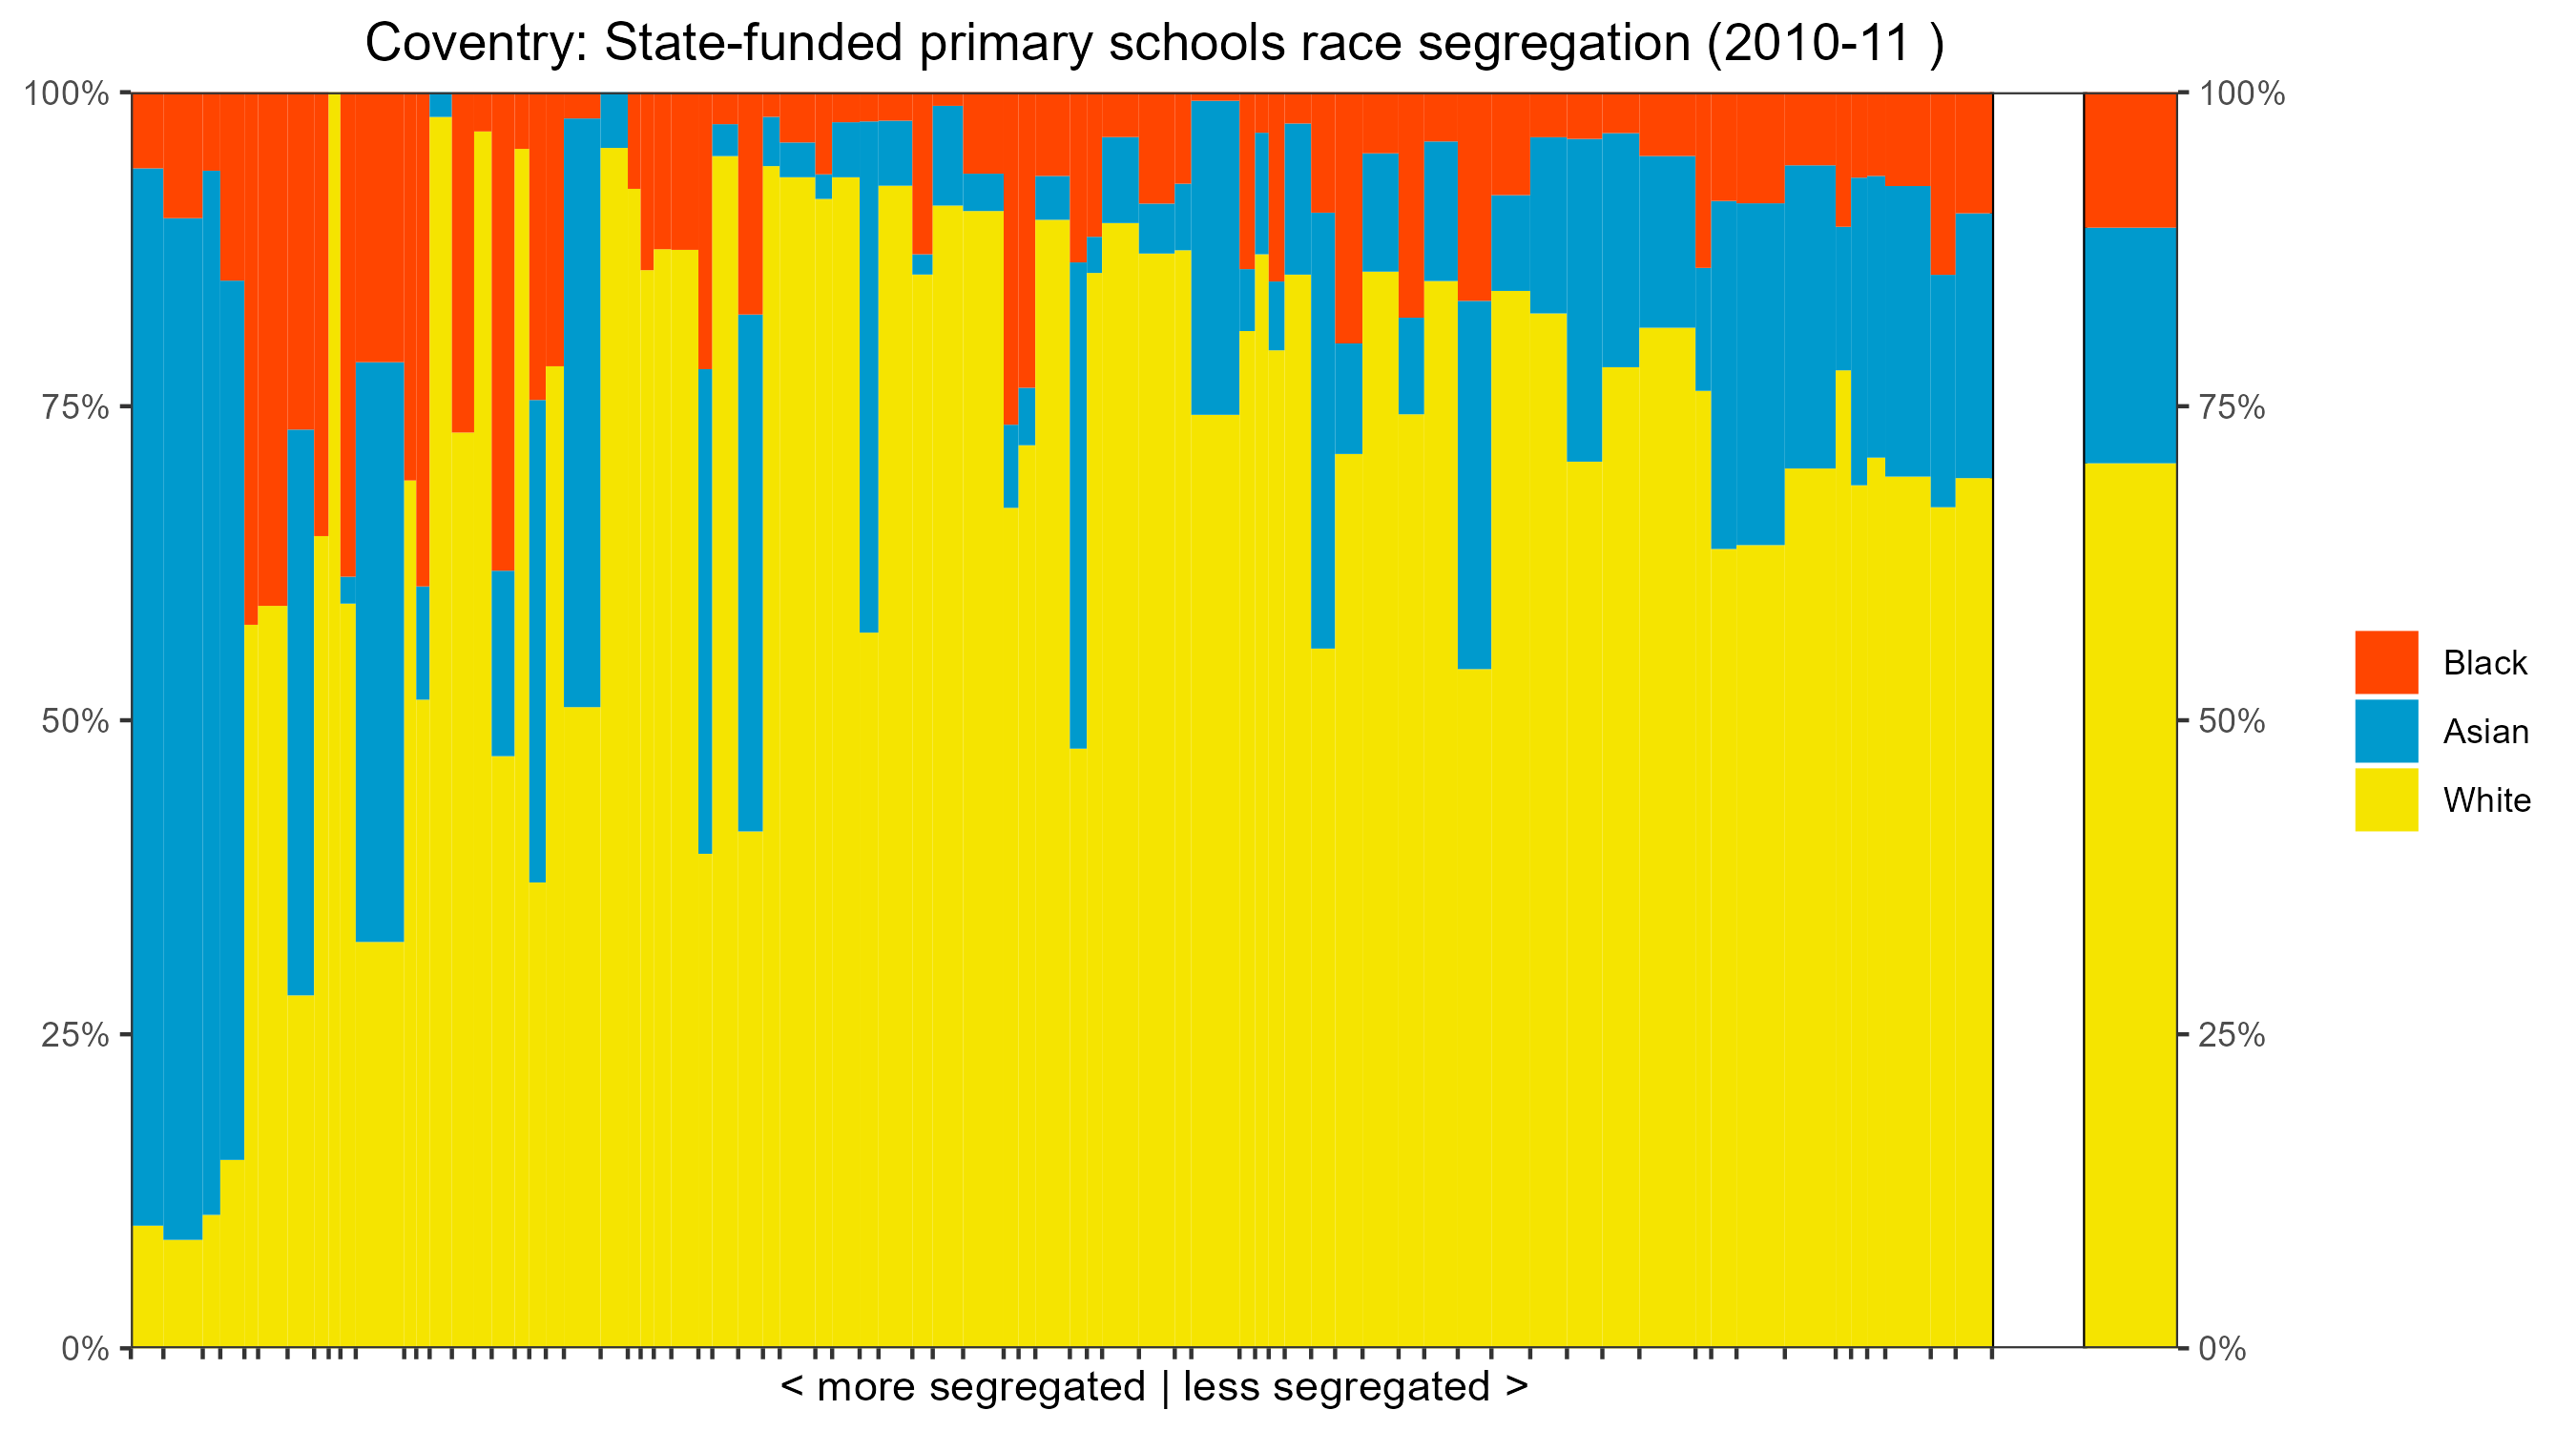 Coventry: State-funded primary schools race segregation (2010-11 )
100%
75%
50%
25%
0%
100%
75%
50%
25%
0%
Black
Asian
White
< more segregated | less segregated >